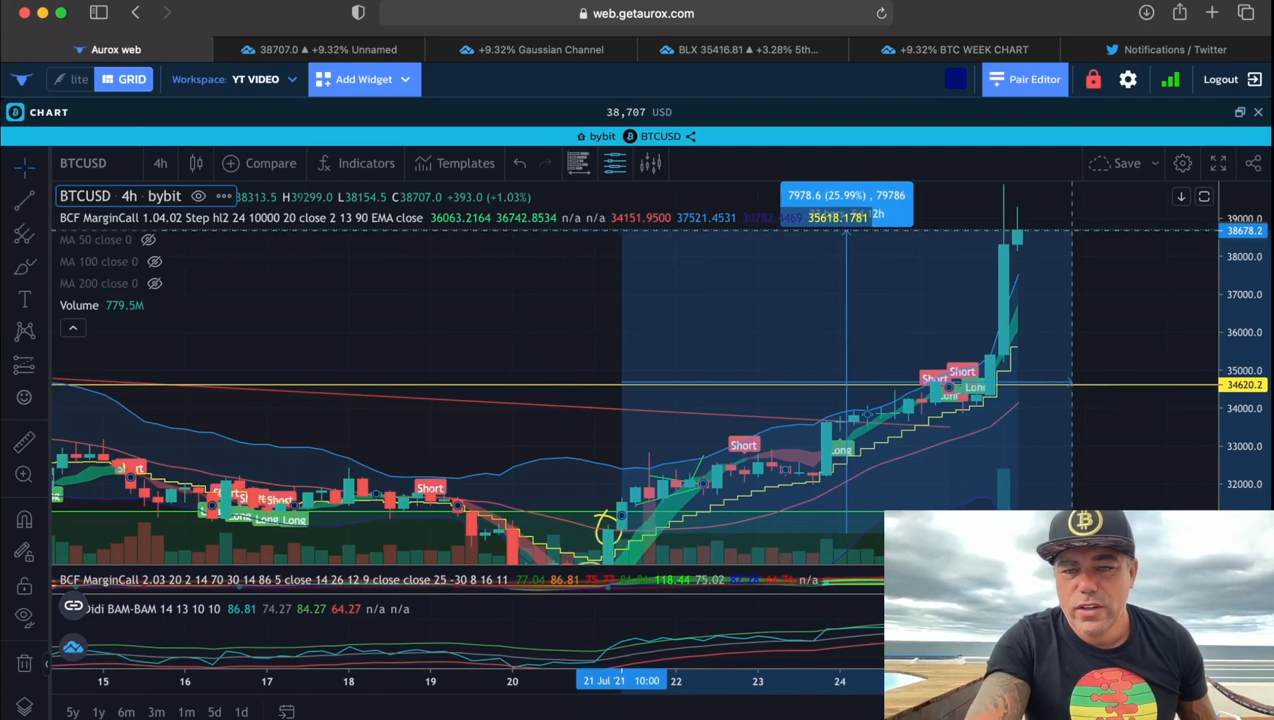 web.getaurox.com
Aurox web
38707.0 ▲ +9.32% Unnamed
+9.32% Gaussian Channel
BLX 35416.81 ▲ +3.28% 5th...
+9.32% BTC WEEK CHART
Notifications / Twitter
lite
GRID
Workspace: YT VIDEO
Add Widget
Pair Editor
Logout
CHART
38,707 USD
bybit BTCUSD
BTCUSD 4h Compare Indicators Templates Save
BTCUSD • 4h • bybit 38313.5 H39299.0 L38154.5 C38707.0 +393.0 (+1.03%)
7978.6 (25.99%) , 79786
BCF MarginCall 1.04.02 Step hl2 24 10000 20 close 2 13 90 EMA close 36063.2164 36742.8534 n/a n/a 34151.9500 37521.4531 35618.1781
39000.0
38678.2
MA 50 close 0
38000.0
MA 100 close 0
MA 200 close 0
37000.0
Volume 779.5M
36000.0
35000.0
Short
Short
Long
34620.2
34000.0
Short
Long
33000.0
Short
Short
Short
32000.0
Long Long Long
BCF MarginCall 2.03 20 2 14 70 30 14 86 5 close 14 26 12 9 close close 25 -30 8 16 11 77.04 86.81 118.44 75.02 n/a
Didi BAM-BAM 14 13 10 10 86.81 74.27 84.27 64.27 n/a n/a
15 16 17 18 19 20 21 Jul '21 10:00 22 23 24
5y 1y 6m 3m 1m 5d 1d